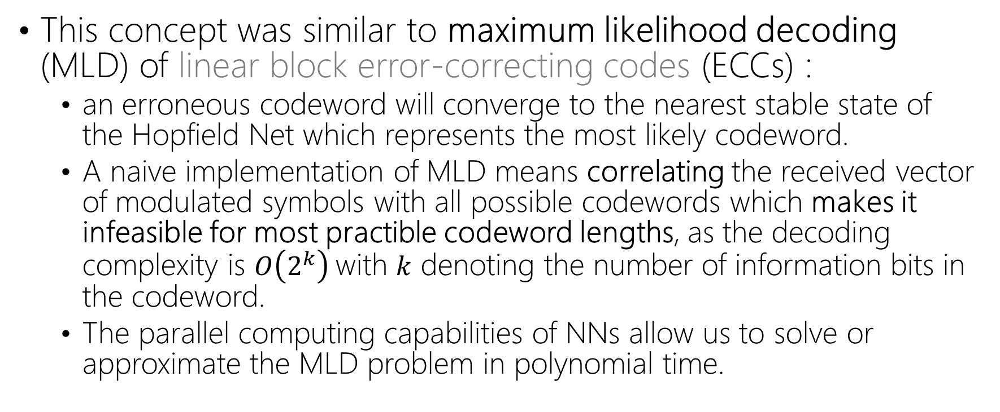 • This concept was similar to maximum likelihood decoding
(MLD) of linear block error-correcting codes (ECCs) :
• an erroneous codeword will converge to the nearest stable state of
the Hopfield Net which represents the most likely codeword.
• A naive implementation of MLD means correlating the received vector
of modulated symbols with all possible codewords which makes it
infeasible for most practible codeword lengths, as the decoding
complexity is O(2^k) with k denoting the number of information bits in
the codeword.
• The parallel computing capabilities of NNs allow us to solve or
approximate the MLD problem in polynomial time.